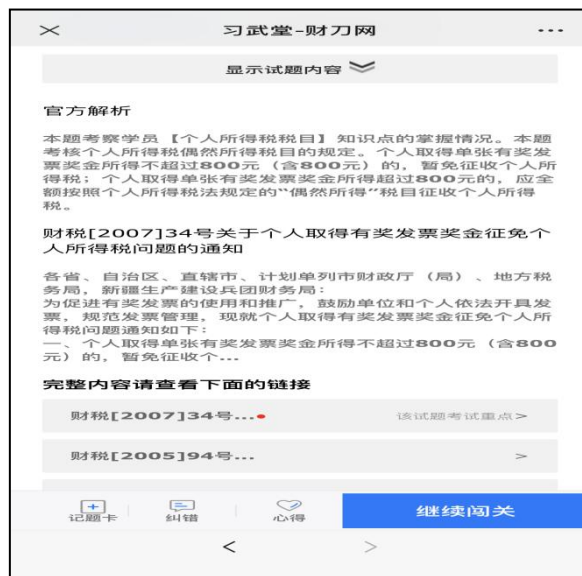 习武堂-财刀网
显示试题内容
官方解析
本题考察学员【个人所得税税目】知识点的掌握情况。本题
考核个人所得税偶然所得税目的规定。个人取得单张有奖发
票奖金所得不超过800元（含800元）的，暂免征收个人所
得税；个人取得单张有奖发票奖金所得超过800元的，应全
额按照个人所得税法规定的“偶然所得”税目征收个人所得
税。
财税[2007]34号关于个人取得有奖发票奖金征免个
人所得税问题的通知
各省、自治区、直辖市、计划单列市财政厅（局）、地方税
务局，新疆生产建设兵团财务局：
为促进有奖发票的使用和推广，鼓励单位和个人依法开具发
票，规范发票管理，现就个人取得有奖发票奖金征免个人所
得税问题通知如下：
一、个人取得单张有奖发票奖金所得不超过800元（含800
元）的，暂免征收个...
完整内容请查看下面的链接
财税[2007]34号... 该试题考试重点>
财税[2005]94号... >
记题卡 纠错 心得 继续闯关
< >